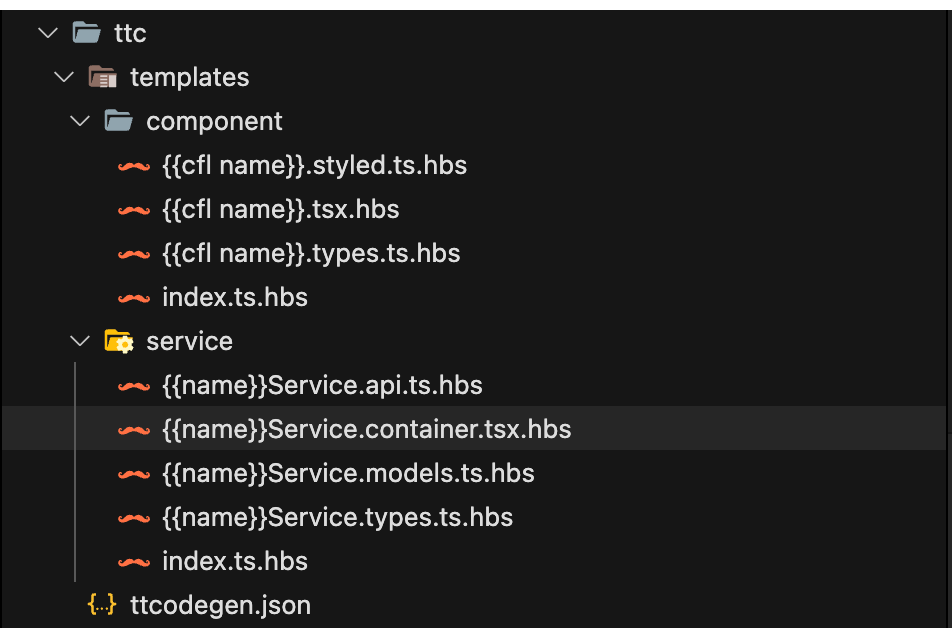 ttc
templates
component
{{cfl name}}.styled.ts.hbs
{{cfl name}}.tsx.hbs
{{cfl name}}.types.ts.hbs
index.ts.hbs
service
{{name}}Service.api.ts.hbs
{{name}}Service.container.tsx.hbs
{{name}}Service.models.ts.hbs
{{name}}Service.types.ts.hbs
index.ts.hbs
{..} ttcodegen.json